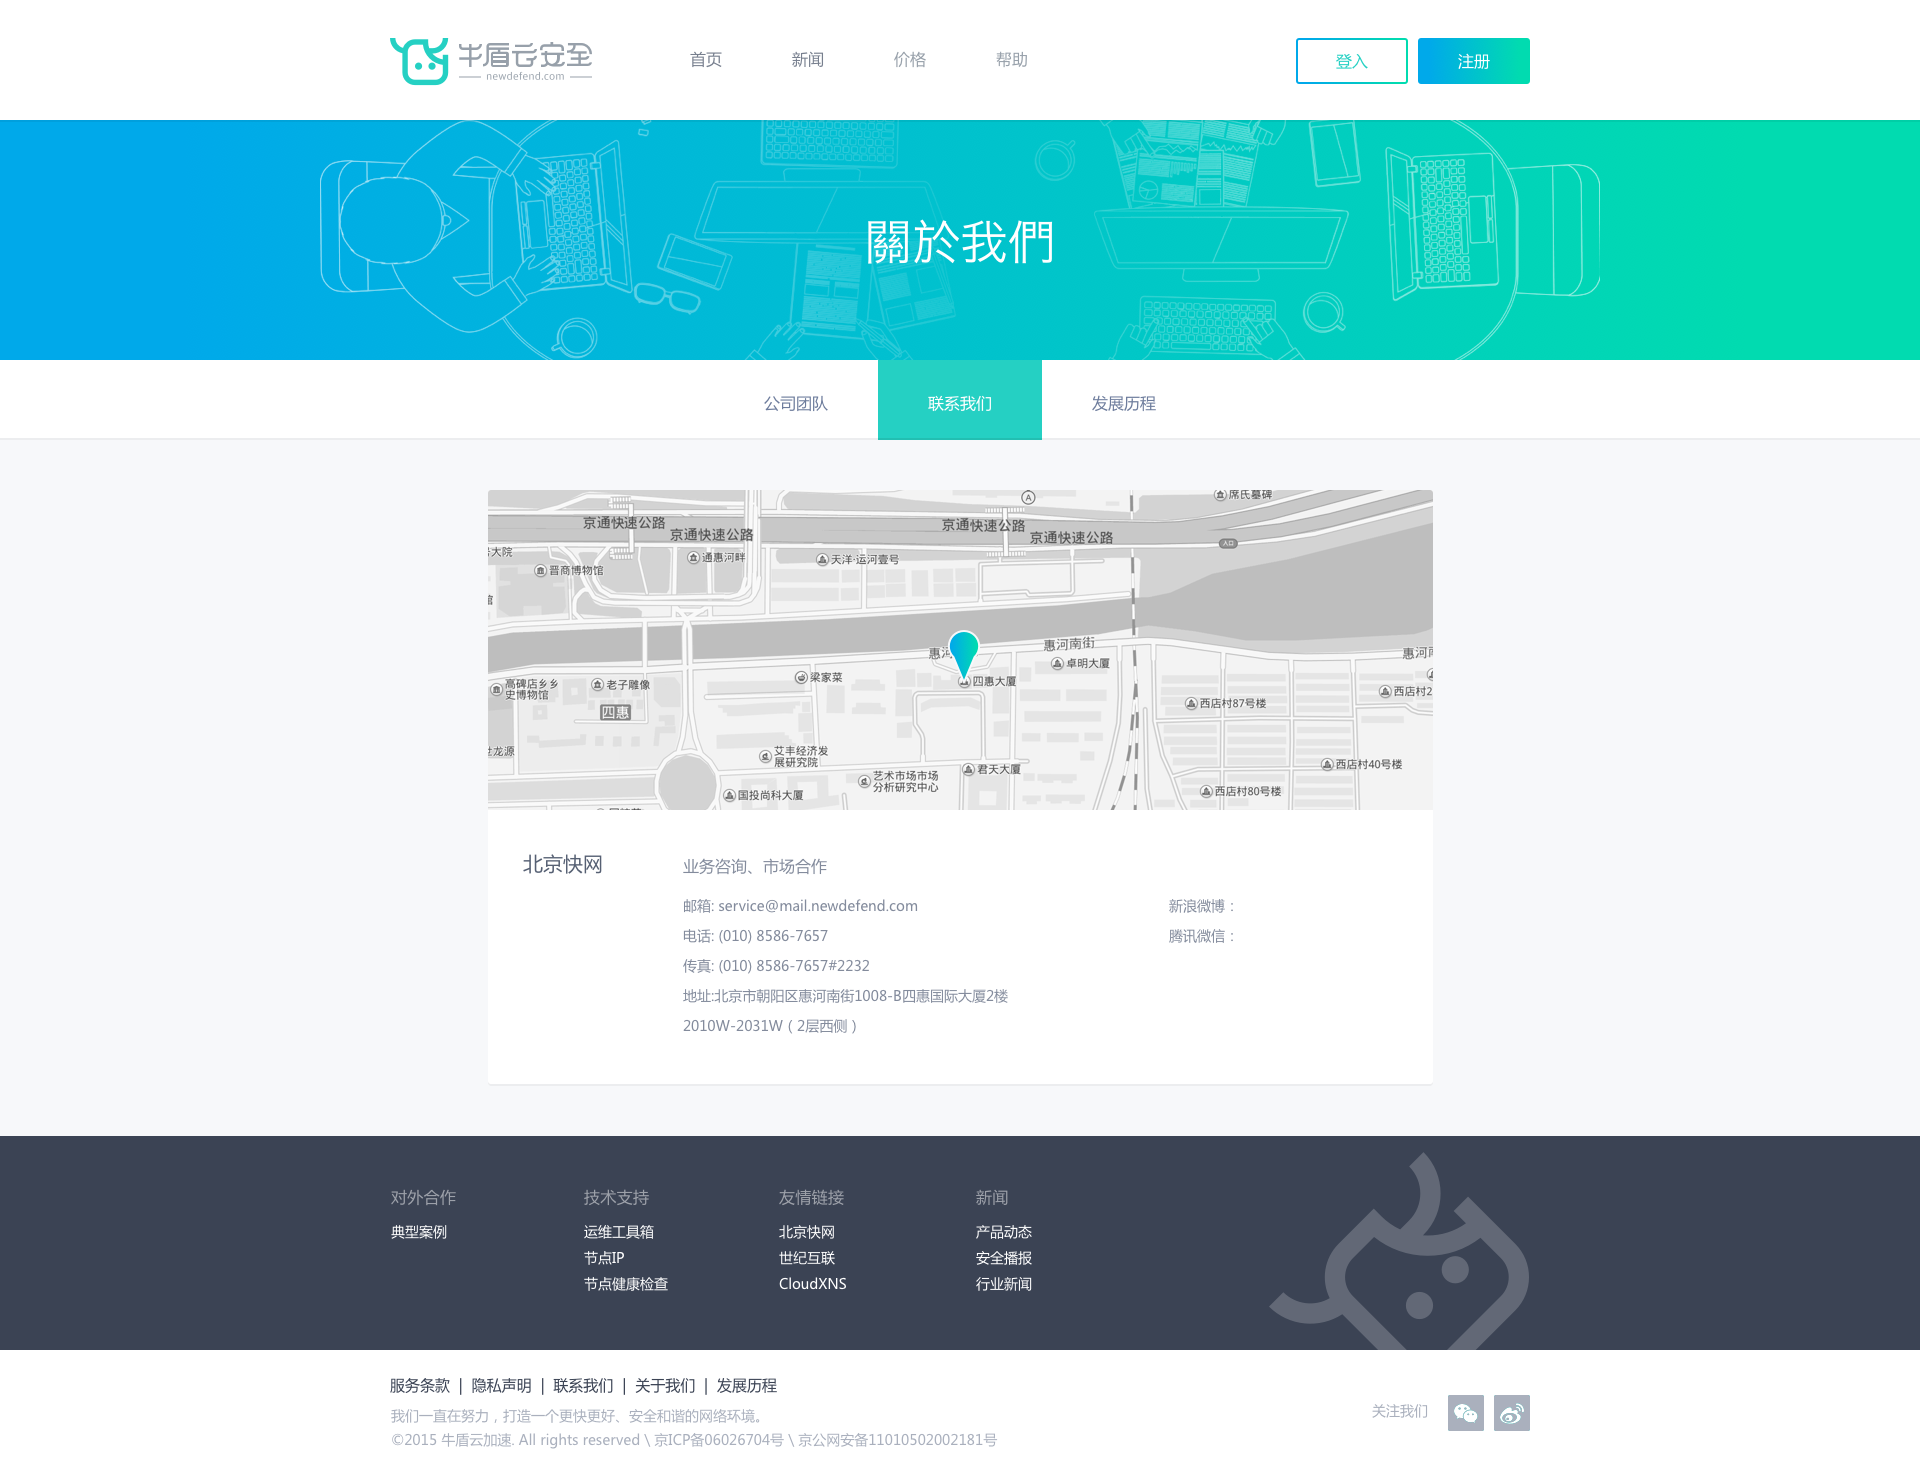 牛盾云安全
newdefend.com
首页
新闻
价格
帮助
登入
注册
關於我們
公司团队
联系我们
发展历程
A
席氏墓碑
京通快速公路
京通快速公路
京通快速公路
京通快速公路
入口
大院
晋商博物馆
通惠河畔
天洋·运河壹号
馆
惠河
惠河南街
惠河南
高碑店乡乡
史博物馆
老子雕像
四惠
梁家菜
四惠大厦
卓明大厦
西店村87号楼
西店村2
龙源
艾丰经济发
展研究院
国投尚科大厦
艺术市场市场
分析研究中心
君天大厦
西店村40号楼
西店村80号楼
北京快网
业务咨询、市场合作
邮箱: service@mail.newdefend.com
电话: (010) 8586-7657
传真: (010) 8586-7657#2232
地址:北京市朝阳区惠河南街1008-B四惠国际大厦2楼
2010W-2031W（2层西侧）
新浪微博：
腾讯微信：
对外合作
典型案例
技术支持
运维工具箱
节点IP
节点健康检查
友情链接
北京快网
世纪互联
CloudXNS
新闻
产品动态
安全播报
行业新闻
服务条款 | 隐私声明 | 联系我们 | 关于我们 | 发展历程
我们一直在努力，打造一个更快更好、安全和谐的网络环境。
©2015 牛盾云加速. All rights reserved \ 京ICP备06026704号 \ 京公网安备11010502002181号
关注我们